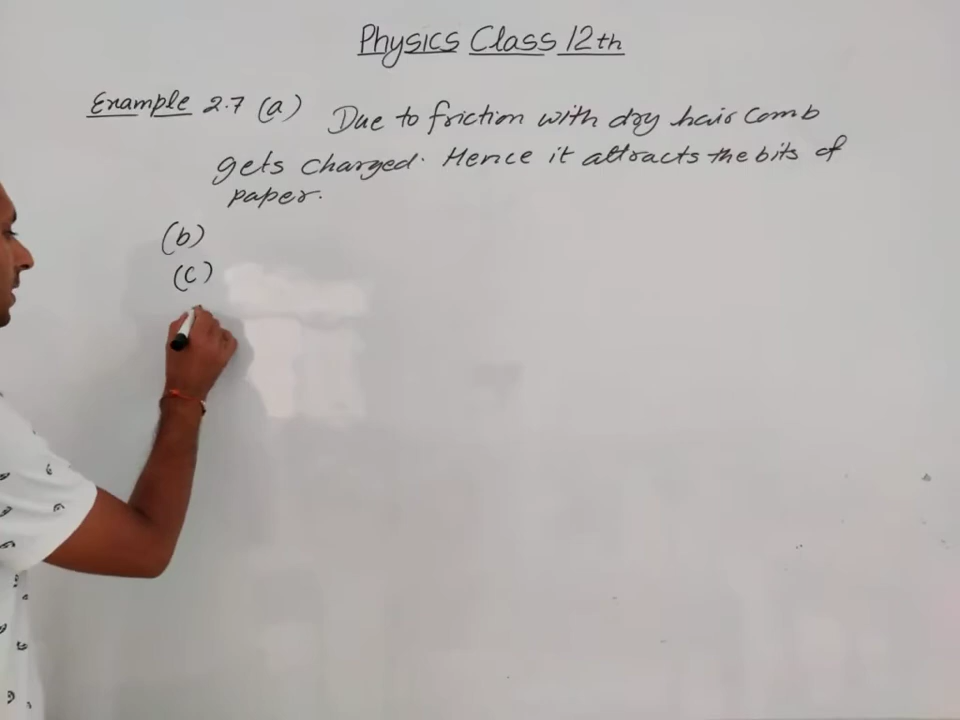 Physics Class 12th
Example 2.7 (a) Due to friction with dry hair comb
gets charged. Hence it attracts the bits of
paper.
(b)
(c)